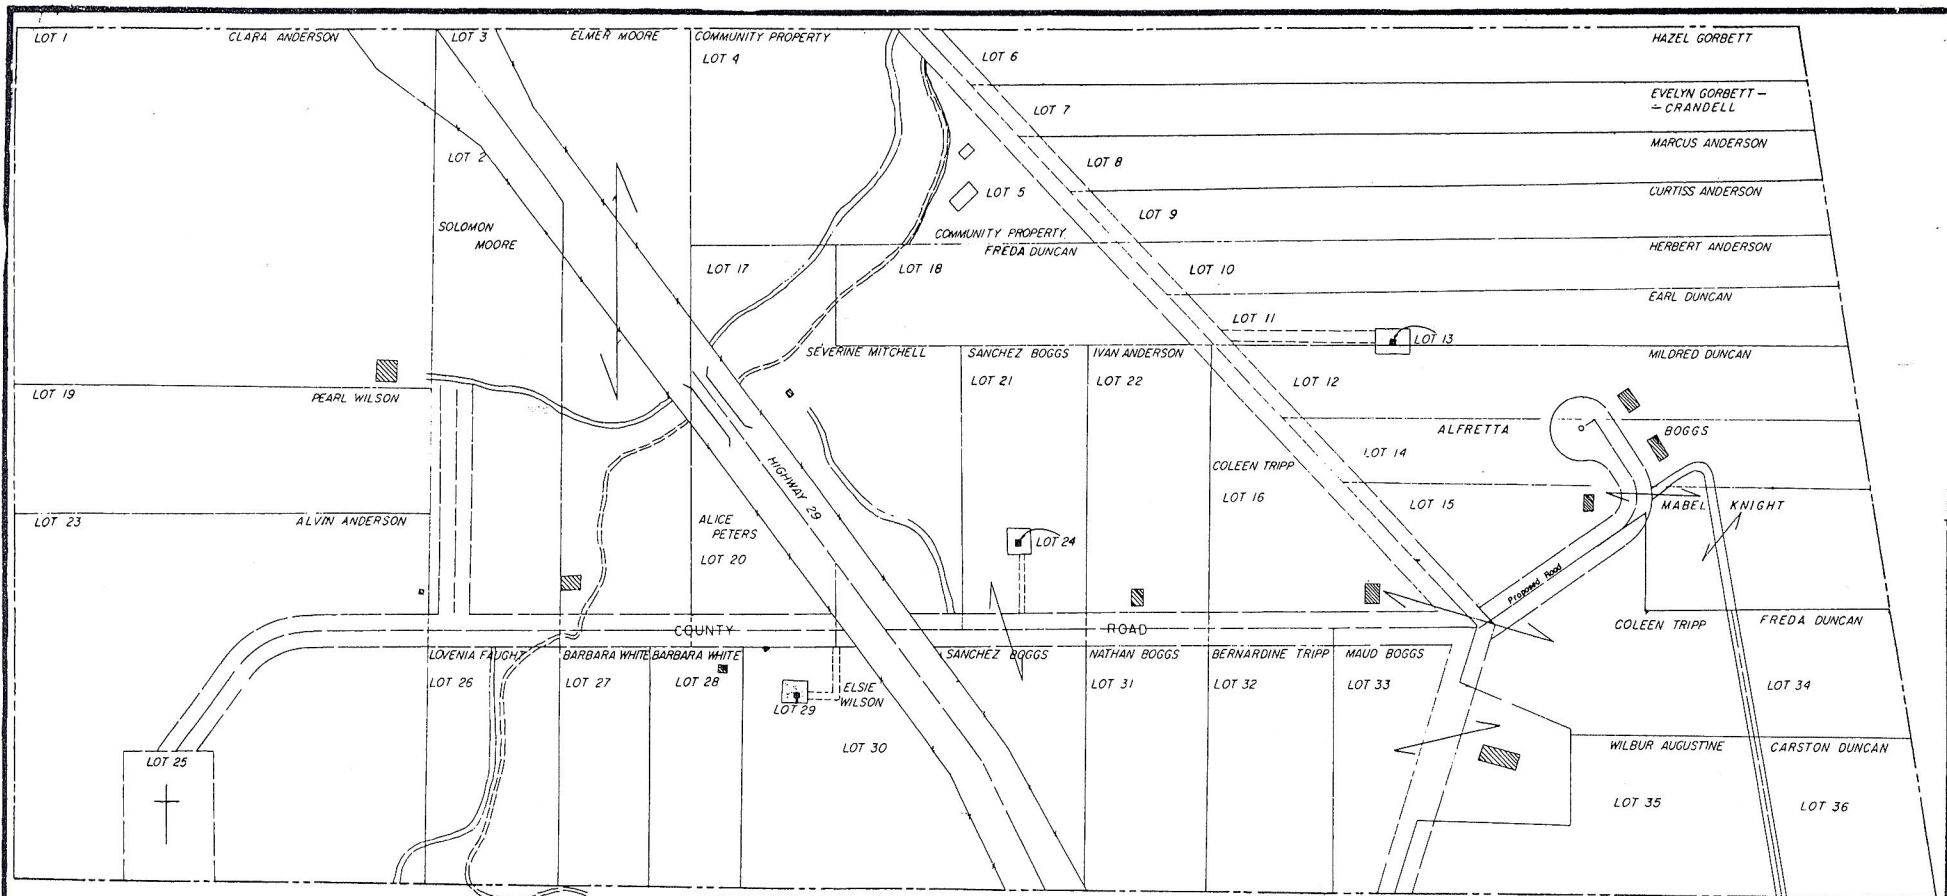 LOT 1
CLARA ANDERSON
LOT 3
ELMER MOORE
COMMUNITY PROPERTY
LOT 4
LOT 6
HAZEL GORBETT
LOT 7
EVELYN GORBETT –
– CRANDELL
LOT 2
LOT 8
MARCUS ANDERSON
LOT 5
CURTISS ANDERSON
SOLOMON
MOORE
LOT 9
COMMUNITY PROPERTY
FREDA DUNCAN
HERBERT ANDERSON
LOT 17
LOT 18
LOT 10
EARL DUNCAN
LOT 11
LOT 13
SEVERINE MITCHELL
SANCHEZ BOGGS
IVAN ANDERSON
MILDRED DUNCAN
LOT 21
LOT 22
LOT 12
LOT 19
PEARL WILSON
ALFRETTA
BOGGS
LOT 14
HIGHWAY 29
COLEEN TRIPP
LOT 16
LOT 15
MABEL KNIGHT
LOT 23
ALVIN ANDERSON
ALICE
PETERS
LOT 20
LOT 24
Proposed Road
COUNTY ROAD
COLEEN TRIPP
FREDA DUNCAN
LOVENIA FAUGHT
BARBARA WHITE
BARBARA WHITE
SANCHEZ BOGGS
NATHAN BOGGS
BERNARDINE TRIPP
MAUD BOGGS
LOT 26
LOT 27
LOT 28
ELSIE
WILSON
LOT 31
LOT 32
LOT 33
LOT 34
LOT 29
LOT 30
WILBUR AUGUSTINE
CARSTON DUNCAN
LOT 25
LOT 35
LOT 36